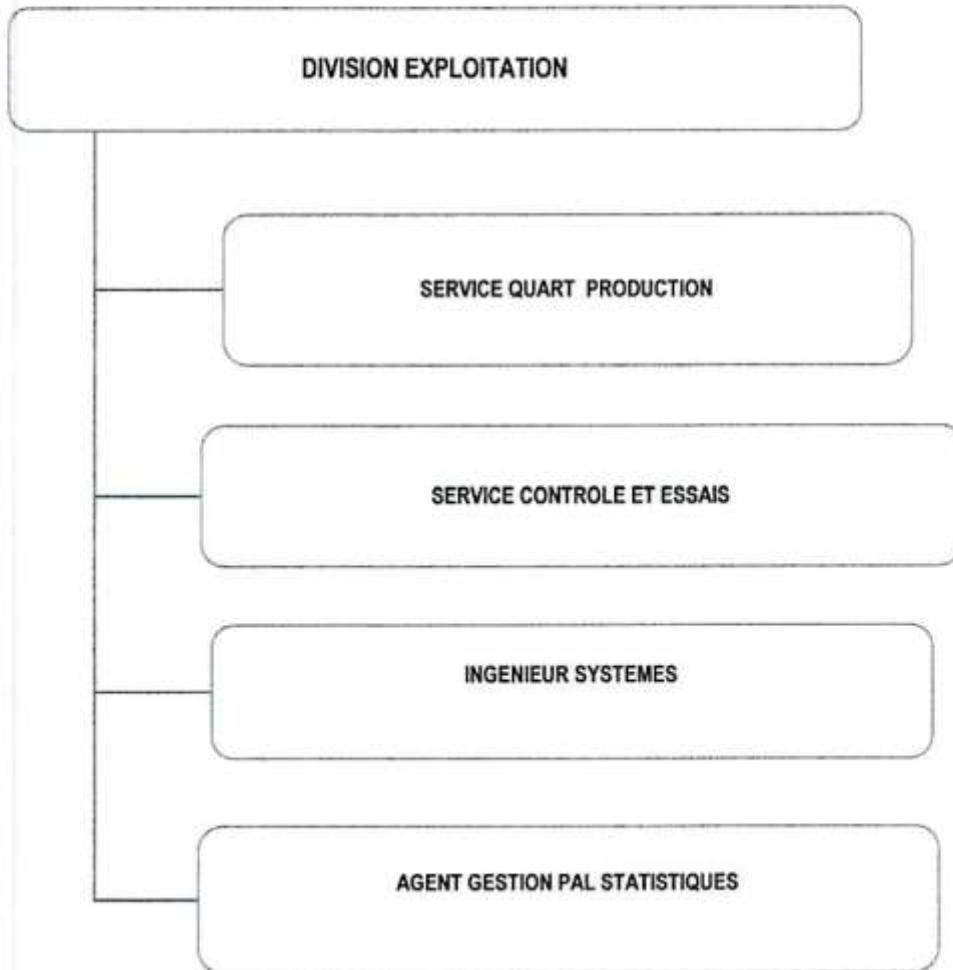 DIVISION EXPLOITATION
SERVICE QUART PRODUCTION
SERVICE CONTROLE ET ESSAIS
INGENIEUR SYSTEMES
AGENT GESTION PAL STATISTIQUES